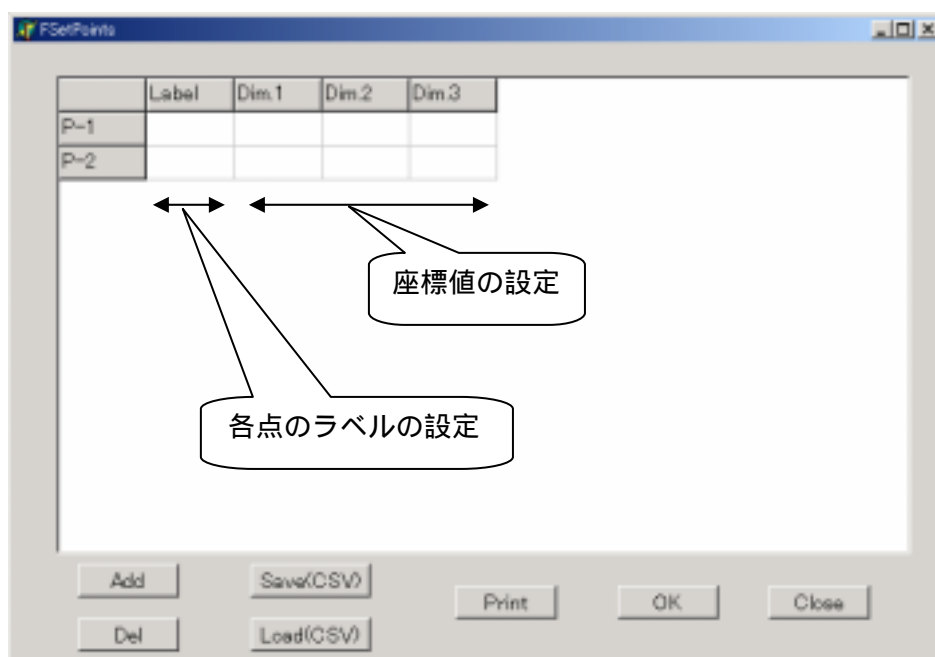 FSetPoints
Label Dim.1 Dim.2 Dim.3
P-1
P-2
座標値の設定
各点のラベルの設定
Add Save(CSV) Print OK Close
Del Load(CSV)